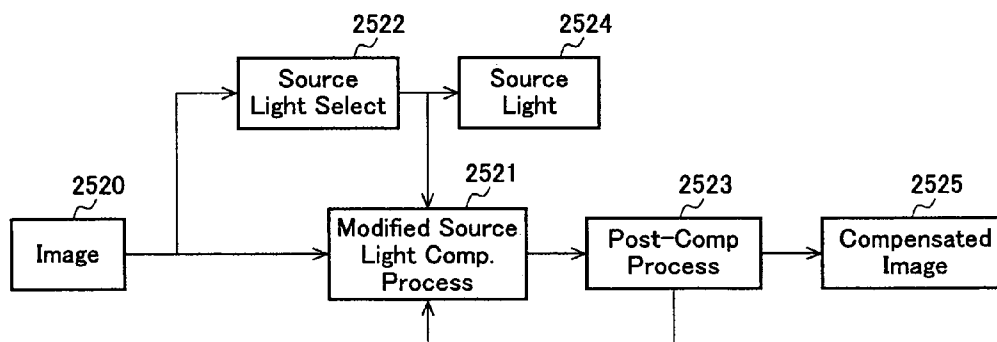 2522
Source
Light Select
2524
Source
Light
2520
Image
2521
Modified Source
Light Comp.
Process
2523
Post-Comp
Process
2525
Compensated
Image